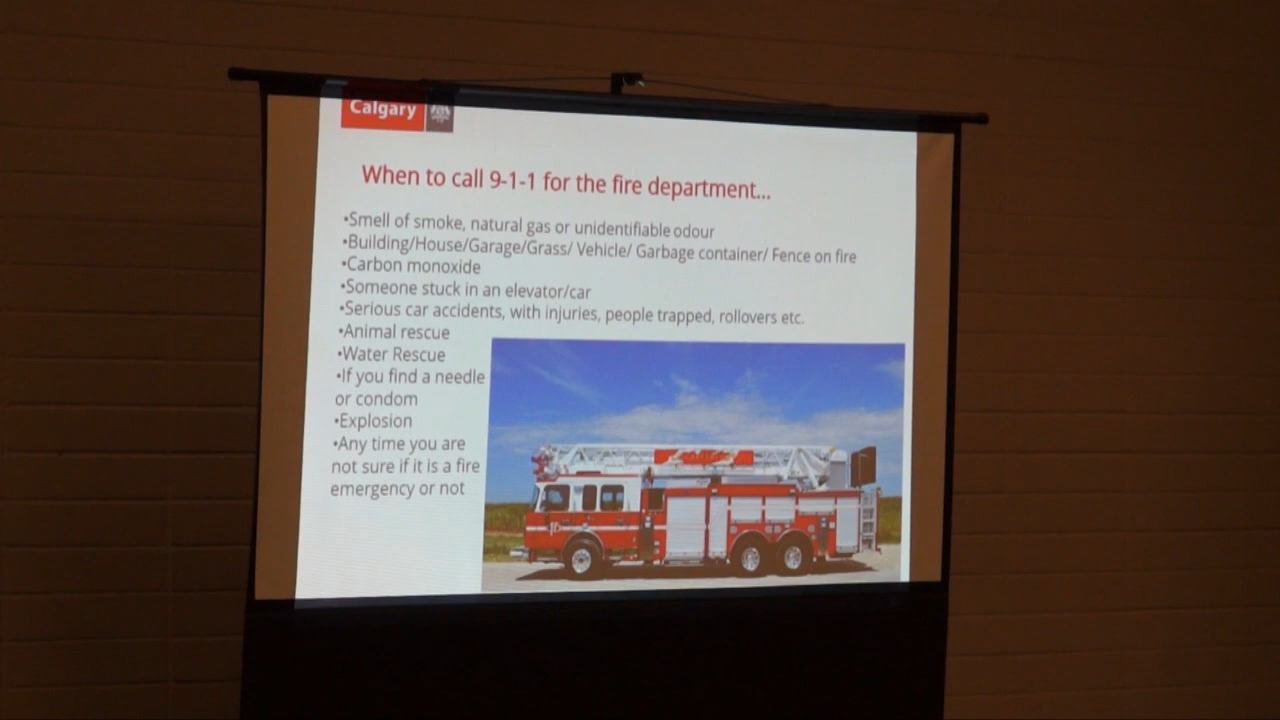 Calgary
When to call 9-1-1 for the fire department...
•Smell of smoke, natural gas or unidentifiable odour
•Building/House/Garage/Grass/ Vehicle/ Garbage container/ Fence on fire
•Carbon monoxide
•Someone stuck in an elevator/car
•Serious car accidents, with injuries, people trapped, rollovers etc.
•Animal rescue
•Water Rescue
•If you find a needle
or condom
•Explosion
•Any time you are
not sure if it is a fire
emergency or not